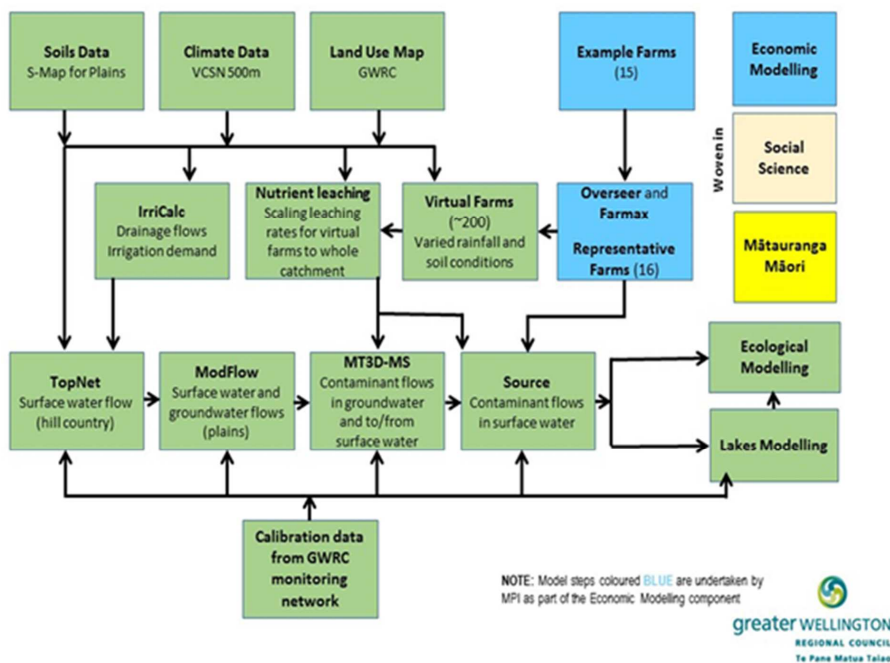 Soils Data
S-Map for Plains
Climate Data
VCSN 500m
Land Use Map
GWRC
Example Farms
(15)
Economic
Modelling
Woven in
Social
Science
Mātauranga
Māori
IrriCalc
Drainage flows
Irrigation demand
Nutrient leaching
Scaling leaching
rates for virtual
farms to whole
catchment
Virtual Farms
(~200)
Varied rainfall and
soil conditions
Overseer and
Farmax
Representative
Farms (16)
TopNet
Surface water flow
(hill country)
ModFlow
Surface water and
groundwater flows
(plains)
MT3D-MS
Contaminant flows
in groundwater
and to/from
surface water
Source
Contaminant flows
in surface water
Ecological
Modelling
Lakes Modelling
Calibration data
from GWRC
monitoring
network
NOTE: Model steps coloured BLUE are undertaken by
MPI as part of the Economic Modelling component
greater WELLINGTON
REGIONAL COUNCIL
Te Pane Matua Taiao